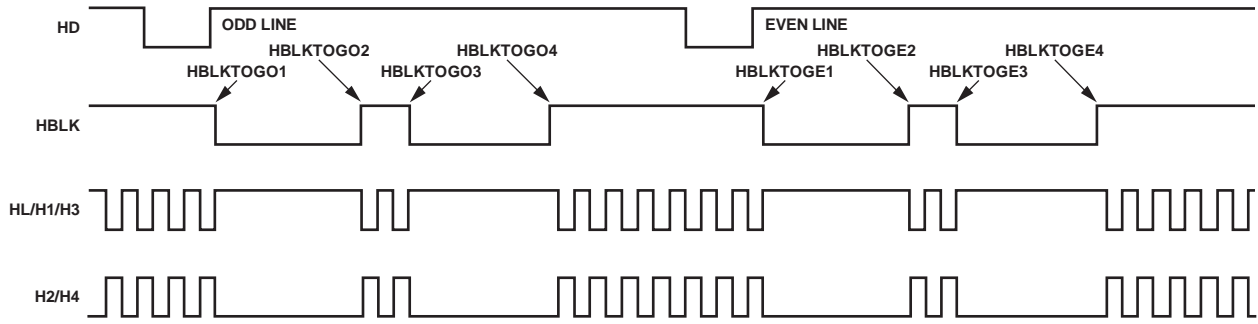 HD
ODD LINE
EVEN LINE
HBLKTOGO2
HBLKTOGO4
HBLKTOGE2
HBLKTOGE4
HBLKTOGO1
HBLKTOGO3
HBLKTOGE1
HBLKTOGE3
HBLK
HL/H1/H3
H2/H4